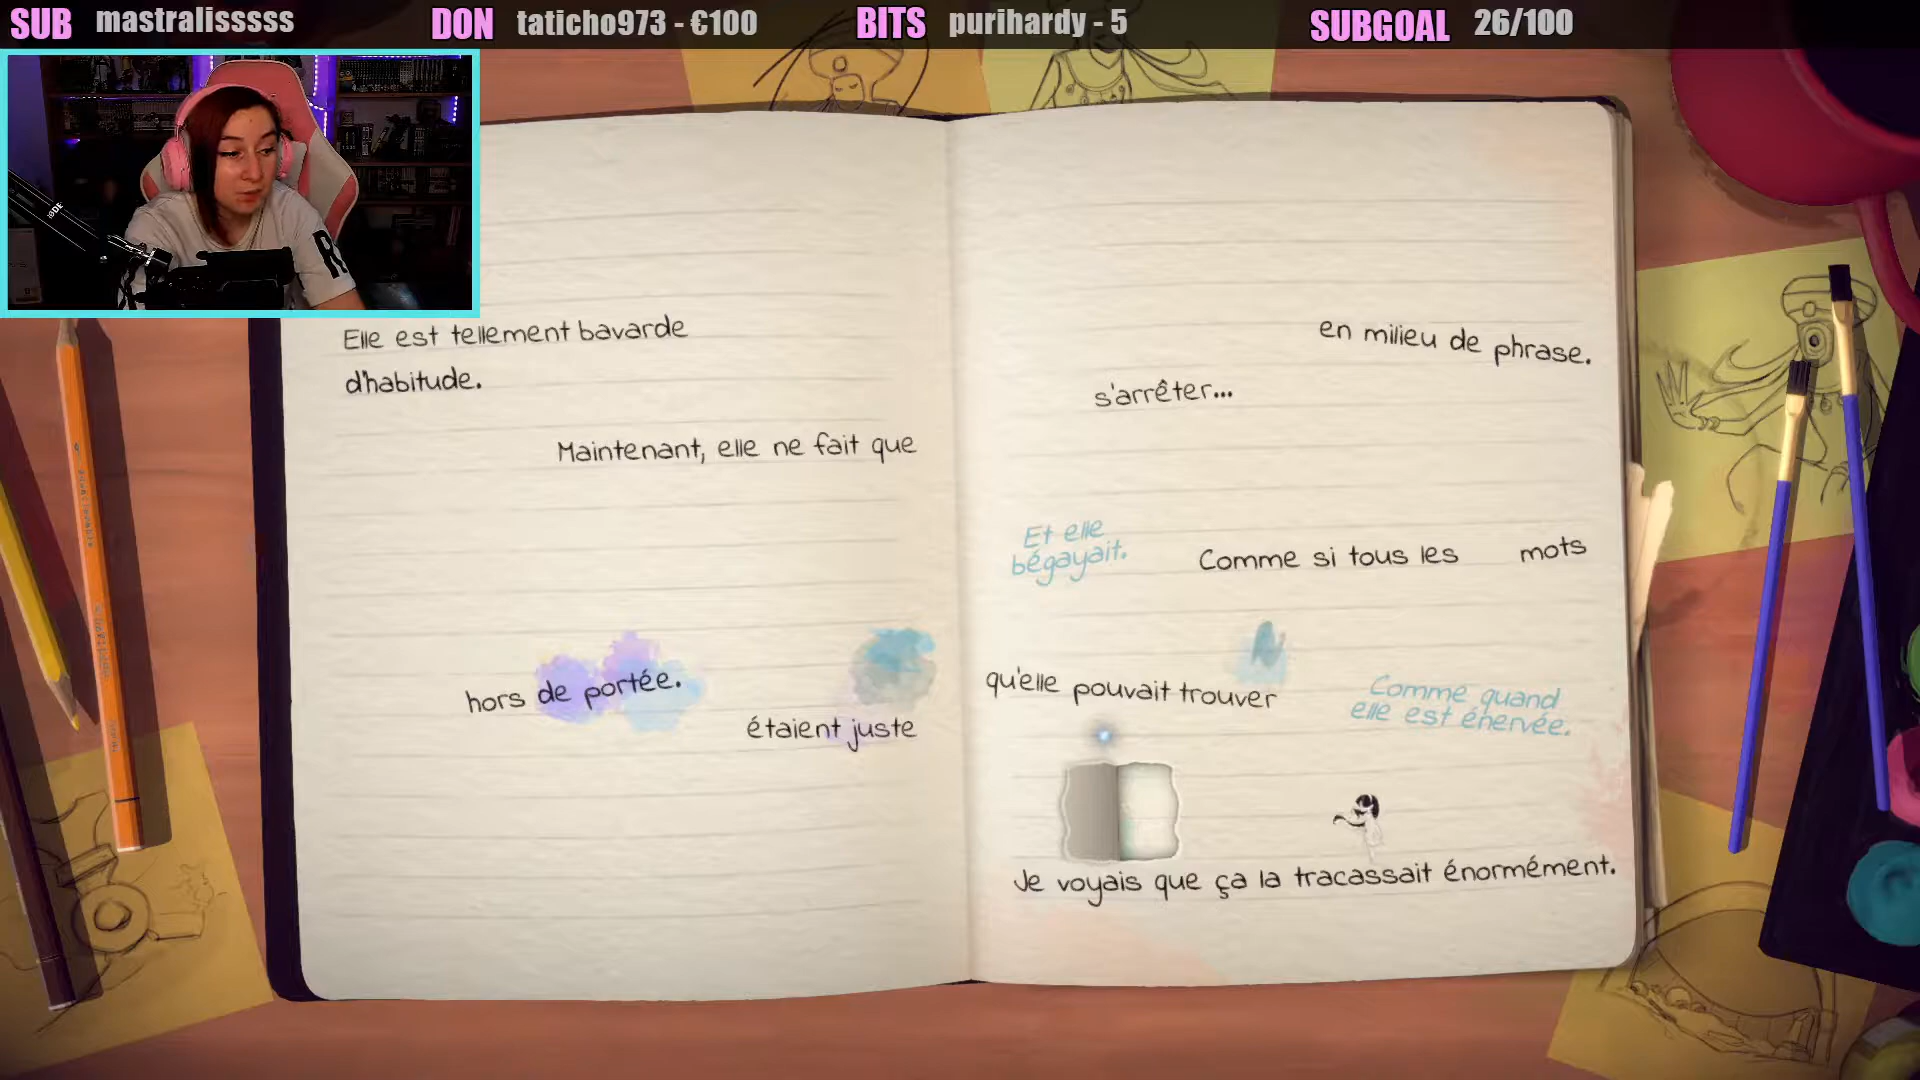 SUB mastralisssss DON taticho973 - €100 BITS purihardy - 5 SUBGOAL 26/100
RØDE
R
Elle est tellement bavarde
d'habitude.
Maintenant, elle ne fait que
hors de portée.
étaient juste
en milieu de phrase.
s'arrêter...
Et elle
bégayait.
Comme si tous les mots
qu'elle pouvait trouver
Comme quand
elle est énervée.
Je voyais que ça la tracassait énormément.